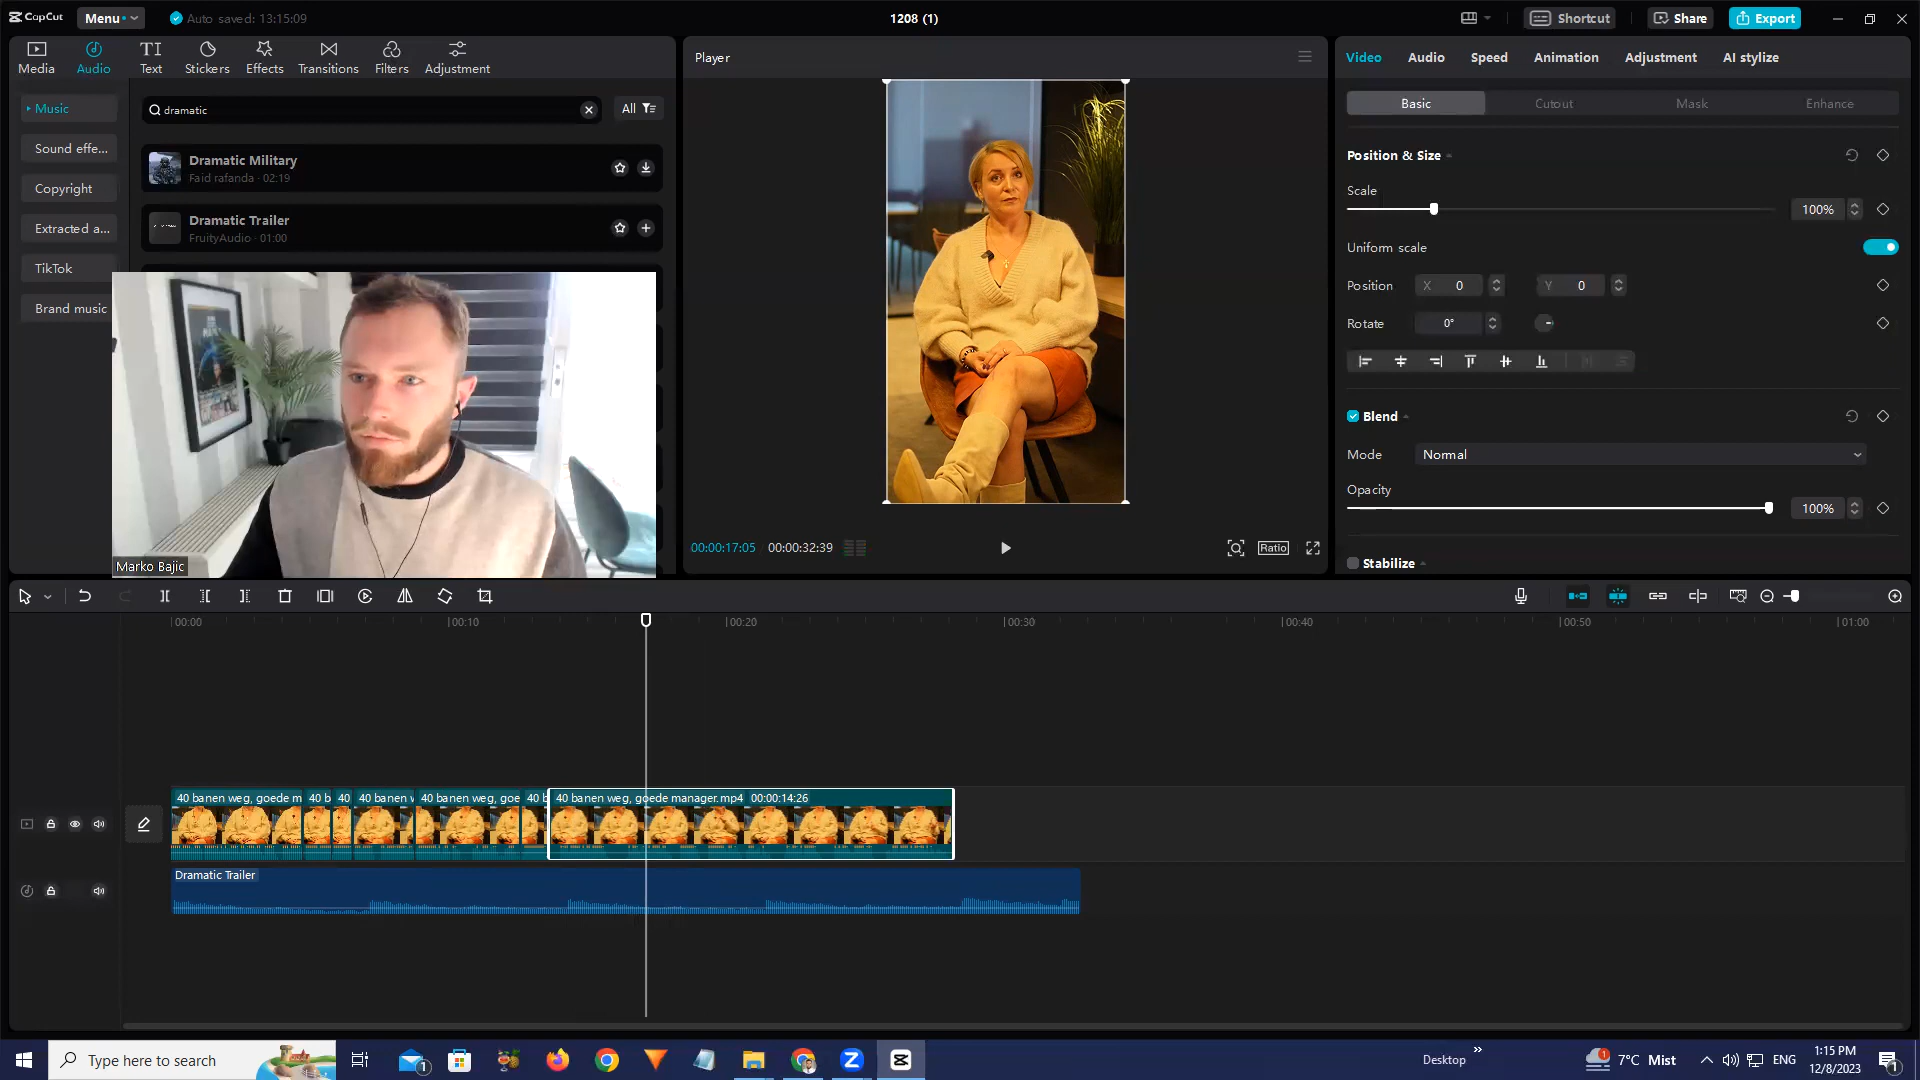 CapCut
Menu
Auto saved: 13:15:09
1208 (1)
Shortcut
Share
Export
Media
Audio
Text
Stickers
Effects
Transitions
Filters
Adjustment
Player
Video
Audio
Speed
Animation
Adjustment
AI stylize
Music
Sound effe...
Copyright
Extracted a...
TikTok
Brand music
dramatic
All
Dramatic Military
Faid rafanda · 02:19
Dramatic Trailer
FruityAudio · 01:00
Marko Bajic
00:00:17:05
00:00:32:39
Ratio
Basic
Cutout
Mask
Enhance
Position & Size
Scale
100%
Uniform scale
Position
X 0
Y 0
Rotate
0°
Blend
Mode
Normal
Opacity
100%
Stabilize
00:00
00:10
00:20
00:30
00:40
00:50
01:00
40 banen weg, goede m
40 b
40
40 banen w
40 banen weg, goe
40 b
40 banen weg, goede manager.mp4 00:00:14:26
Dramatic Trailer
Type here to search
1
Desktop
1
7°C Mist
ENG
1:15 PM
12/8/2023
1